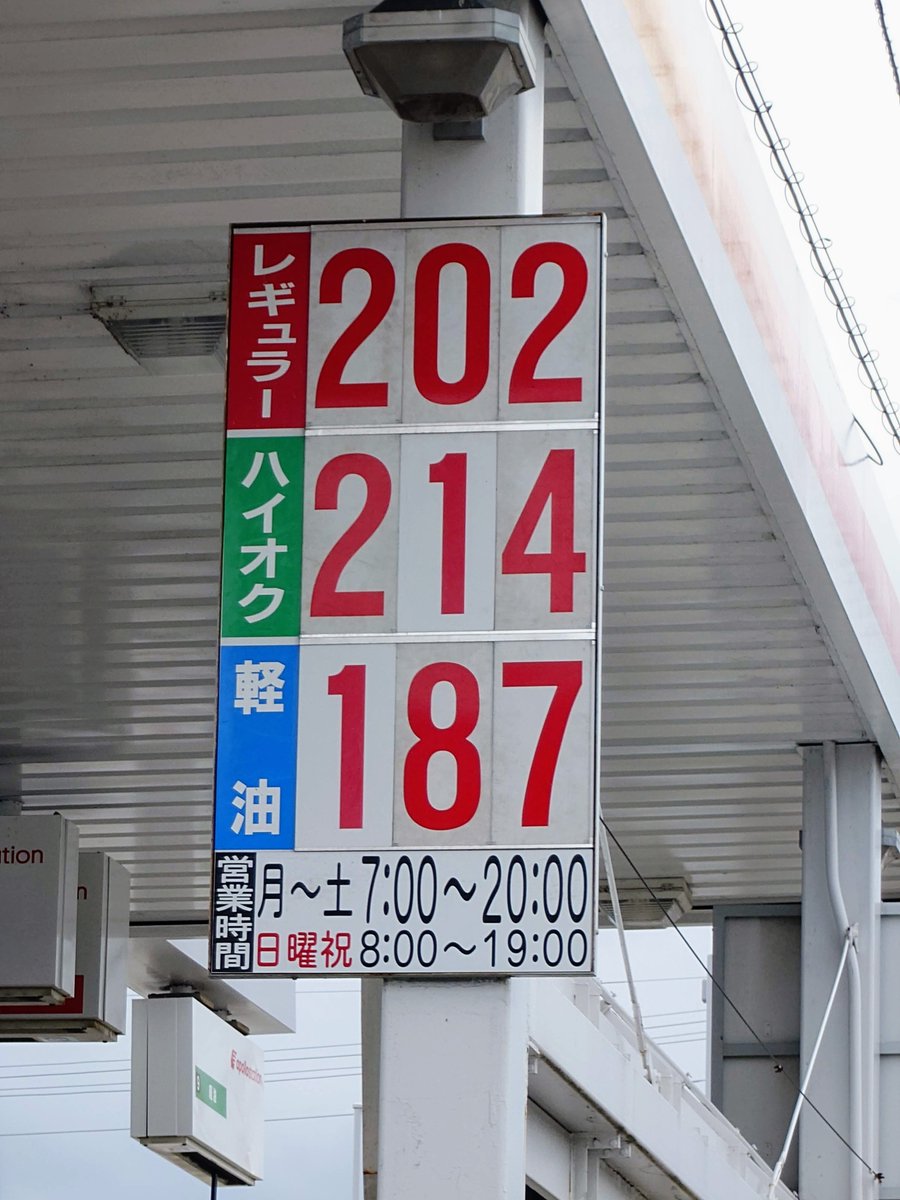 レギュラー 202
ハイオク 214
軽油 187
営業時間
月〜土 7:00〜20:00
日曜祝 8:00〜19:00
apollostation